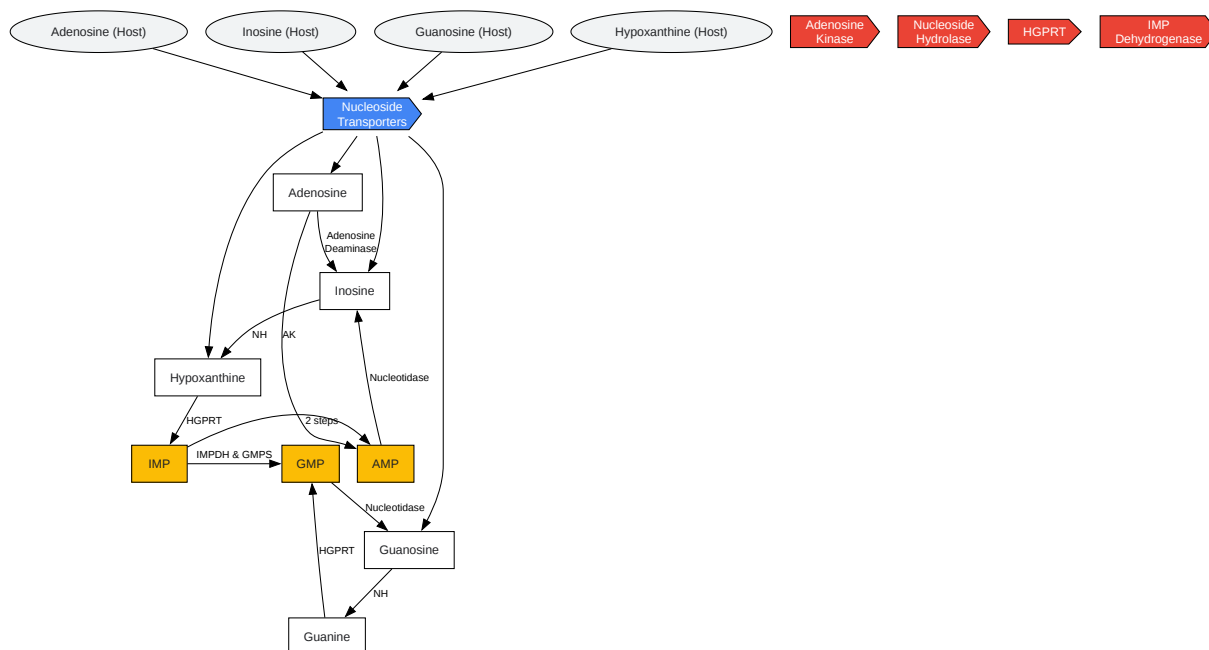 Adenosine (Host)
Inosine (Host)
Guanosine (Host)
Hypoxanthine (Host)
Adenosine
Kinase
Nucleoside
Hydrolase
HGPRT
IMP
Dehydrogenase
Nucleoside
Transporters
Adenosine
Adenosine
Deaminase
Inosine
NH
AK
Hypoxanthine
Nucleotidase
HGPRT
2 steps
IMPDH & GMPS
IMP
GMP
AMP
Nucleotidase
HGPRT
Guanosine
NH
Guanine